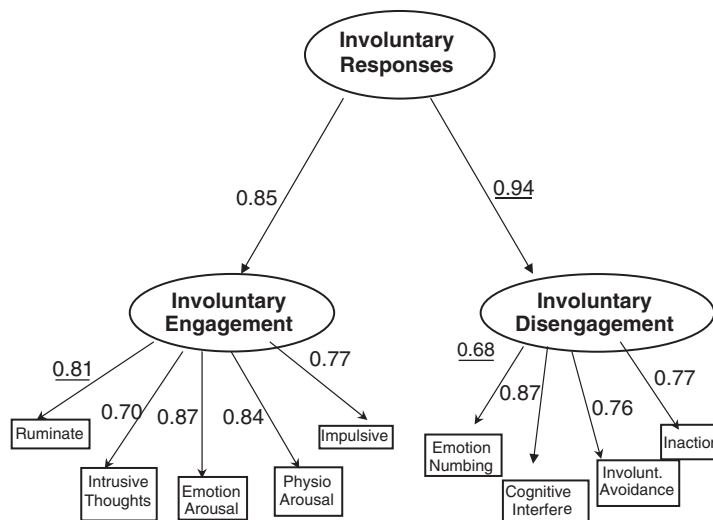 Involuntary
Responses
0.85
0.94
Involuntary
Engagement
Involuntary
Disengagement
0.81
0.70
0.87
0.84
0.77
0.68
0.87
0.76
0.77
Ruminate
Intrusive
Thoughts
Emotion
Arousal
Physio
Arousal
Impulsive
Emotion
Numbing
Cognitive
Interfere
Involunt.
Avoidance
Inaction